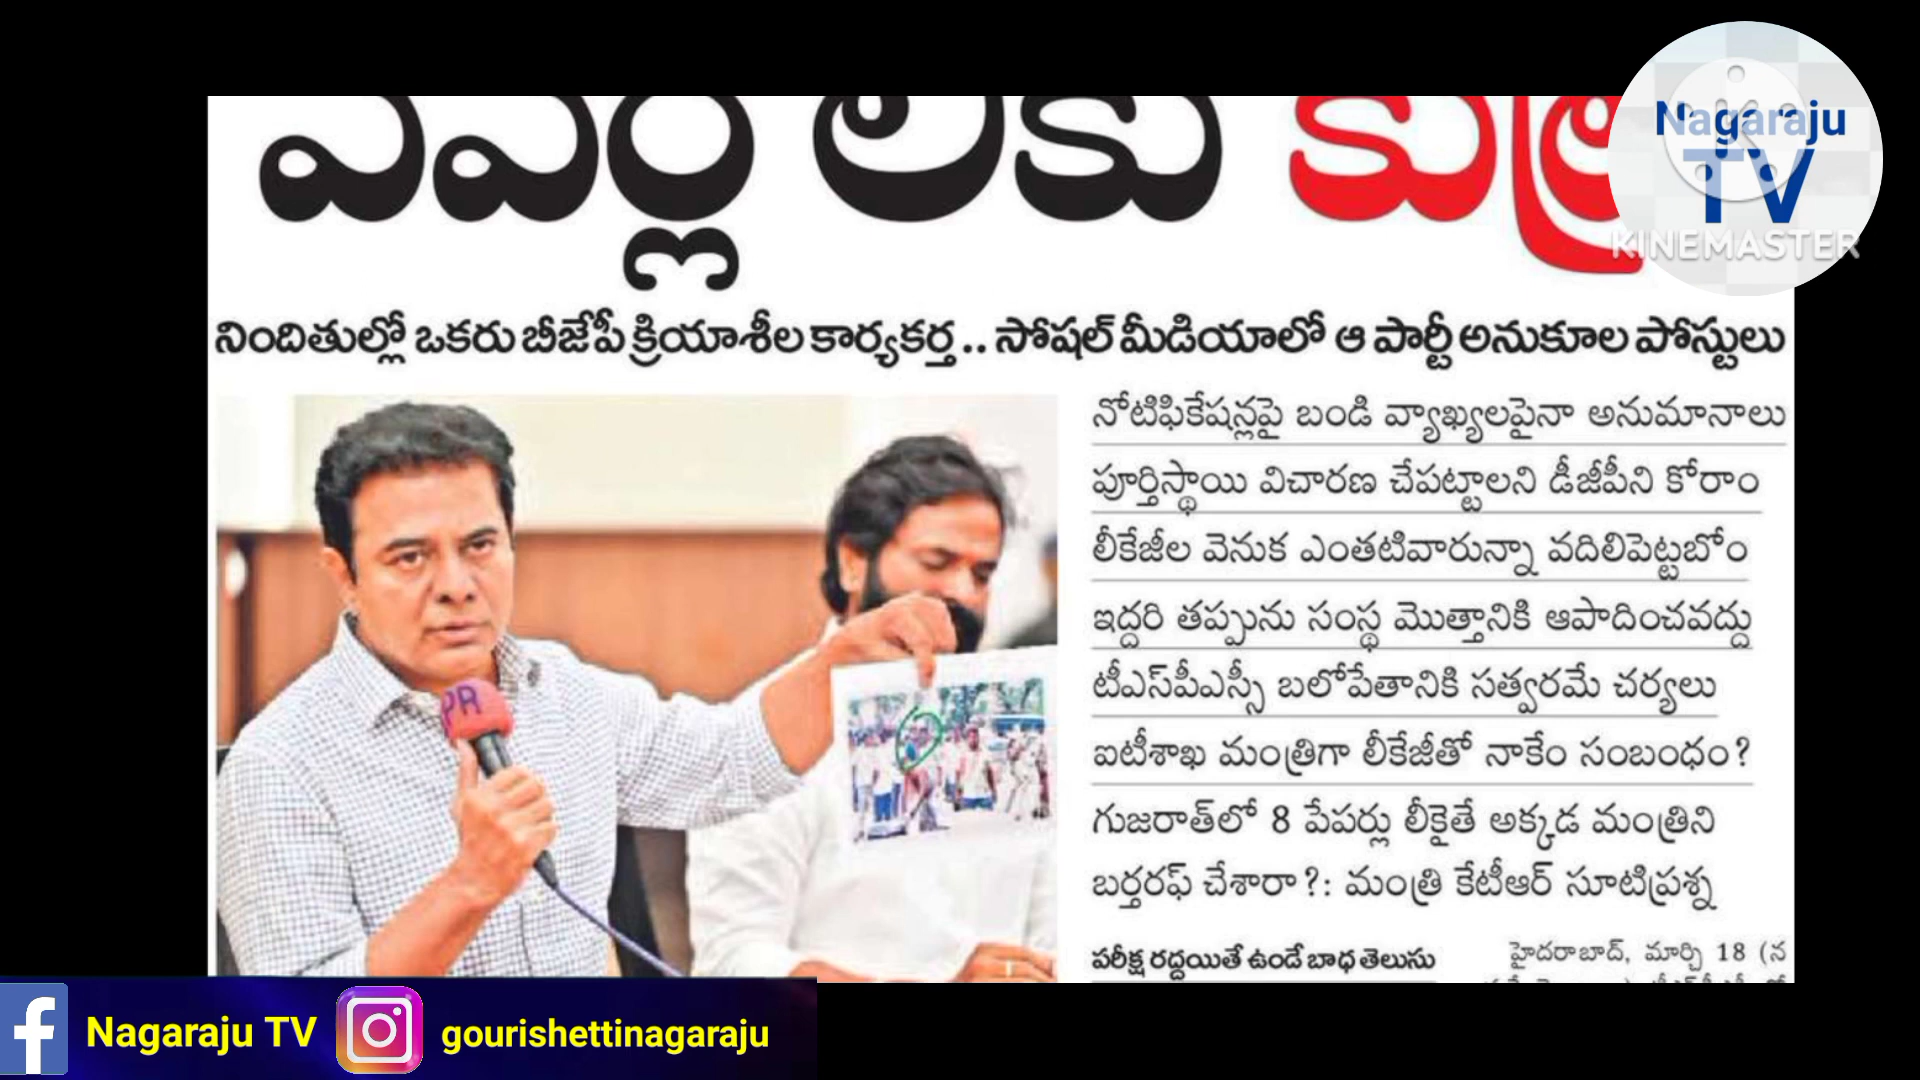 Nagaraju
TV
KINEMASTER
నిందితుల్లో ఒకరు బీజేపీ క్రియాశీల కార్యకర్త.. సోషల్ మీడియాలో ఆ పార్టీ అనుకూల పోస్టులు
నోటిఫికేషన్లపై బండి వ్యాఖ్యలపైనా అనుమానాలు
పూర్తిస్థాయి విచారణ చేపట్టాలని డీజీపీని కోరాం
లీకేజీల వెనుక ఎంతటివారున్నా వదిలిపెట్టబోం
ఇద్దరి తప్పును సంస్థ మొత్తానికి ఆపాదించవద్దు
టీఎస్‌పీఎస్సీ బలోపేతానికి సత్వరమే చర్యలు
ఐటీశాఖ మంత్రిగా లీకేజీతో నాకేం సంబంధం?
గుజరాత్‌లో 8 పేపర్లు లీకైతే అక్కడ మంత్రిని
బర్తరఫ్ చేశారా?: మంత్రి కేటీఆర్ సూటిప్రశ్న
PR
పరీక్ష రద్దయితే ఉండే బాధ తెలుసు
హైదరాబాద్, మార్చి 18 (న
Nagaraju TV
gourishettinagaraju